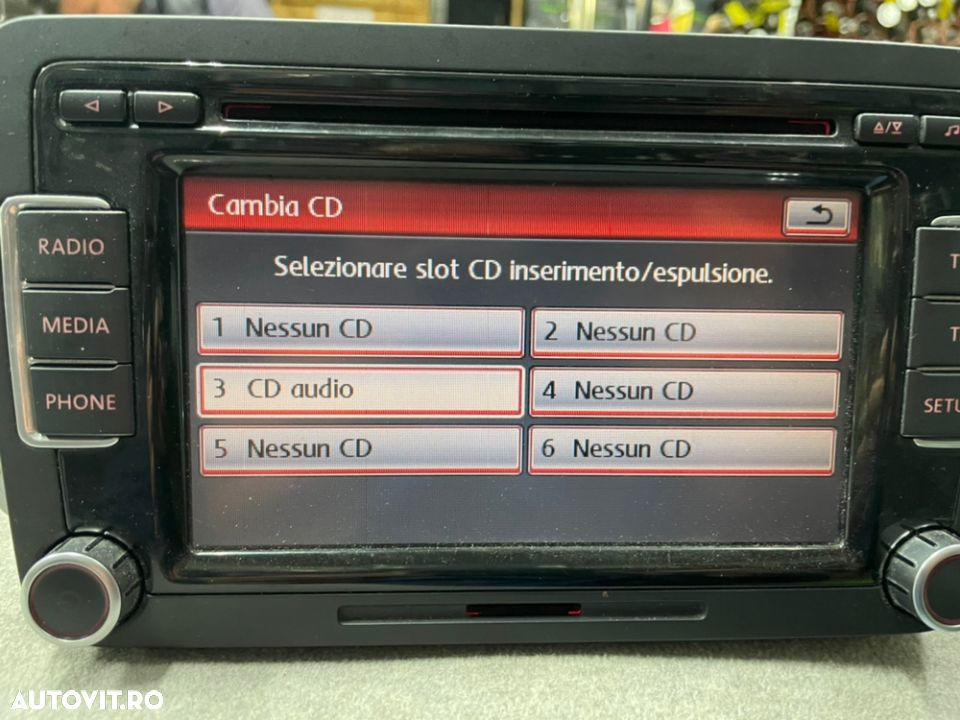 Cambia CD
Selezionare slot CD inserimento/espulsione.
1 Nessun CD
2 Nessun CD
3 CD audio
4 Nessun CD
5 Nessun CD
6 Nessun CD
RADIO
MEDIA
PHONE
T
T
SETU
AUTOVIT.RO